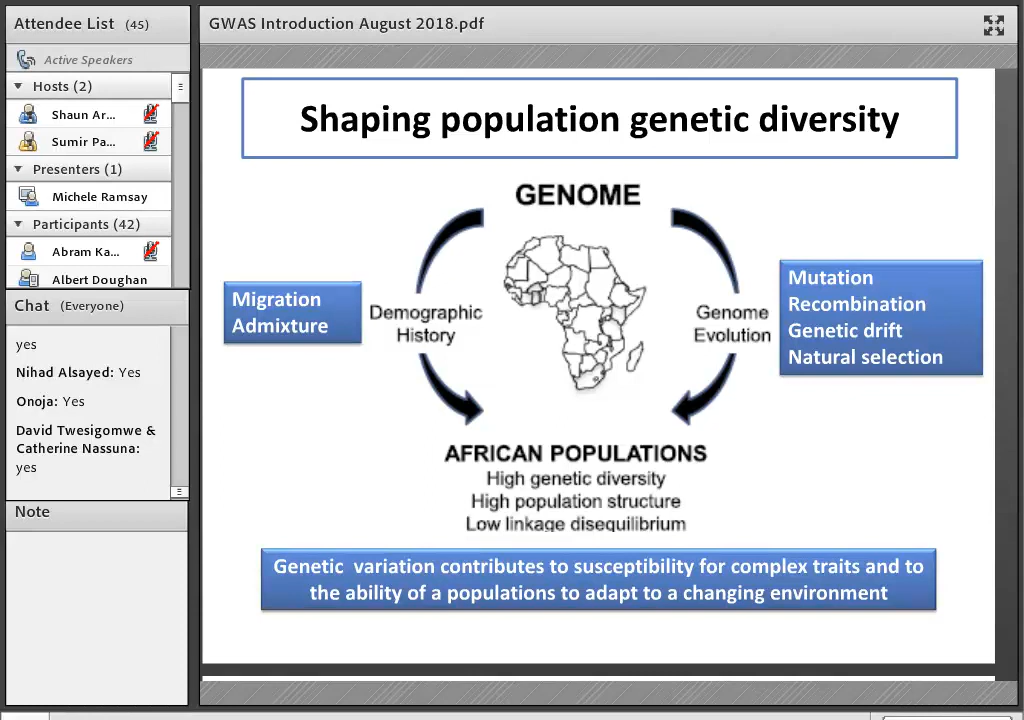 Attendee List (45)
Active Speakers
Hosts (2)
Shaun Ar...
Sumir Pa...
Presenters (1)
Michele Ramsay
Participants (42)
Abram Ka...
Albert Doughan
Chat (Everyone)
yes
Nihad Alsayed: Yes
Onoja: Yes
David Twesigomwe &
Catherine Nassuna:
yes
Note
GWAS Introduction August 2018.pdf
Shaping population genetic diversity
GENOME
Migration
Admixture
Demographic
History
Genome
Evolution
Mutation
Recombination
Genetic drift
Natural selection
AFRICAN POPULATIONS
High genetic diversity
High population structure
Low linkage disequilibrium
Genetic variation contributes to susceptibility for complex traits and to
the ability of a populations to adapt to a changing environment